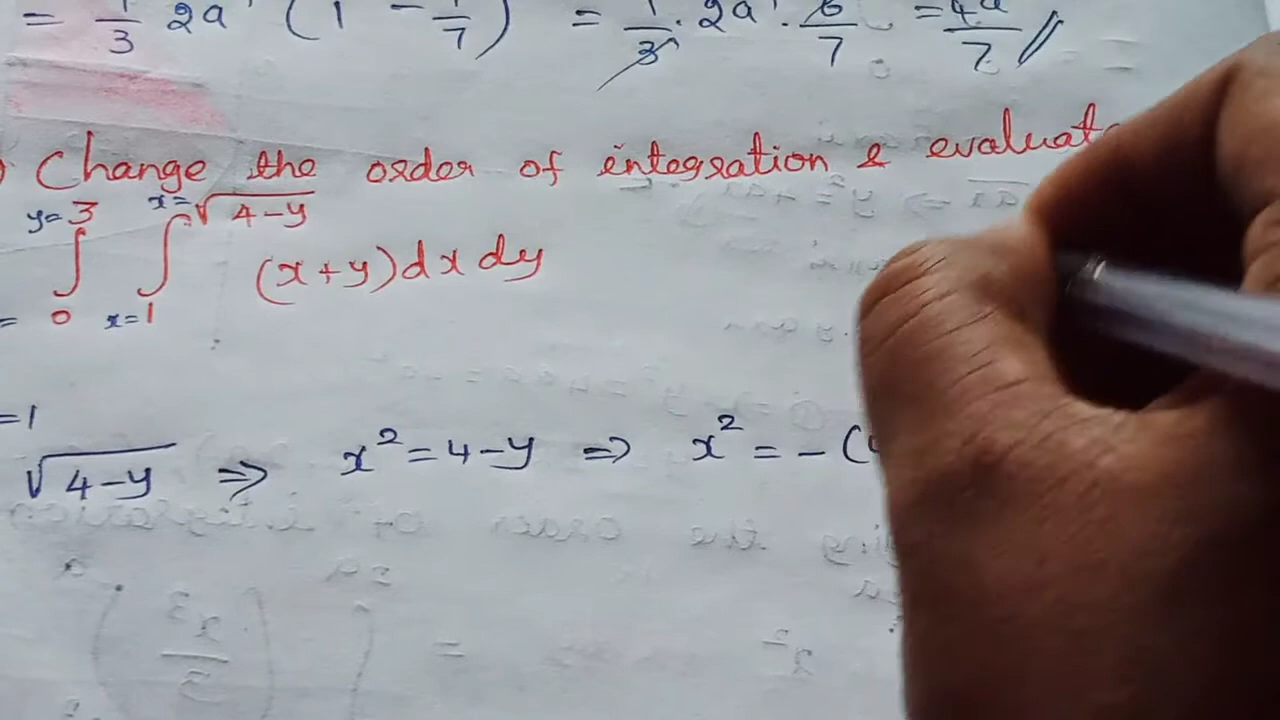 = 1/3 2a (1 - 1/7) = 1/3 . 2a . 6/7 = 4a/7 //
) Change the order of integration & evaluat
y=3 x=√4-y
∫ ∫ (x+y)dx dy
= 0 x=1
=1
√4-y ⇒ x² = 4-y ⇒ x² = -(